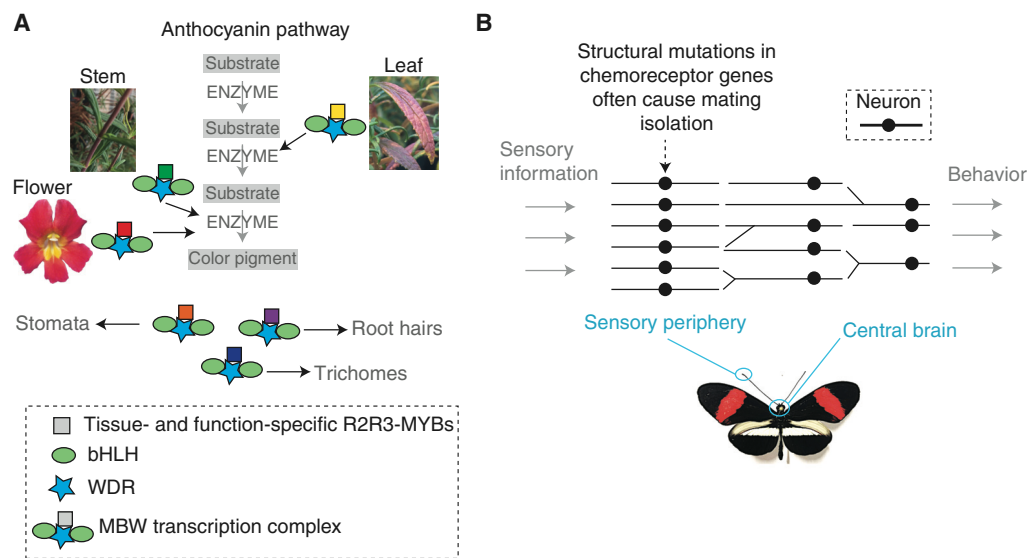 A
Anthocyanin pathway
Substrate
ENZYME
Substrate
ENZYME
Substrate
ENZYME
Color pigment
Stem
Leaf
Flower
Stomata
Root hairs
Trichomes
Tissue- and function-specific R2R3-MYBs
bHLH
WDR
MBW transcription complex
B
Structural mutations in
chemoreceptor genes
often cause mating
isolation
Neuron
Sensory
information
Behavior
Sensory periphery
Central brain